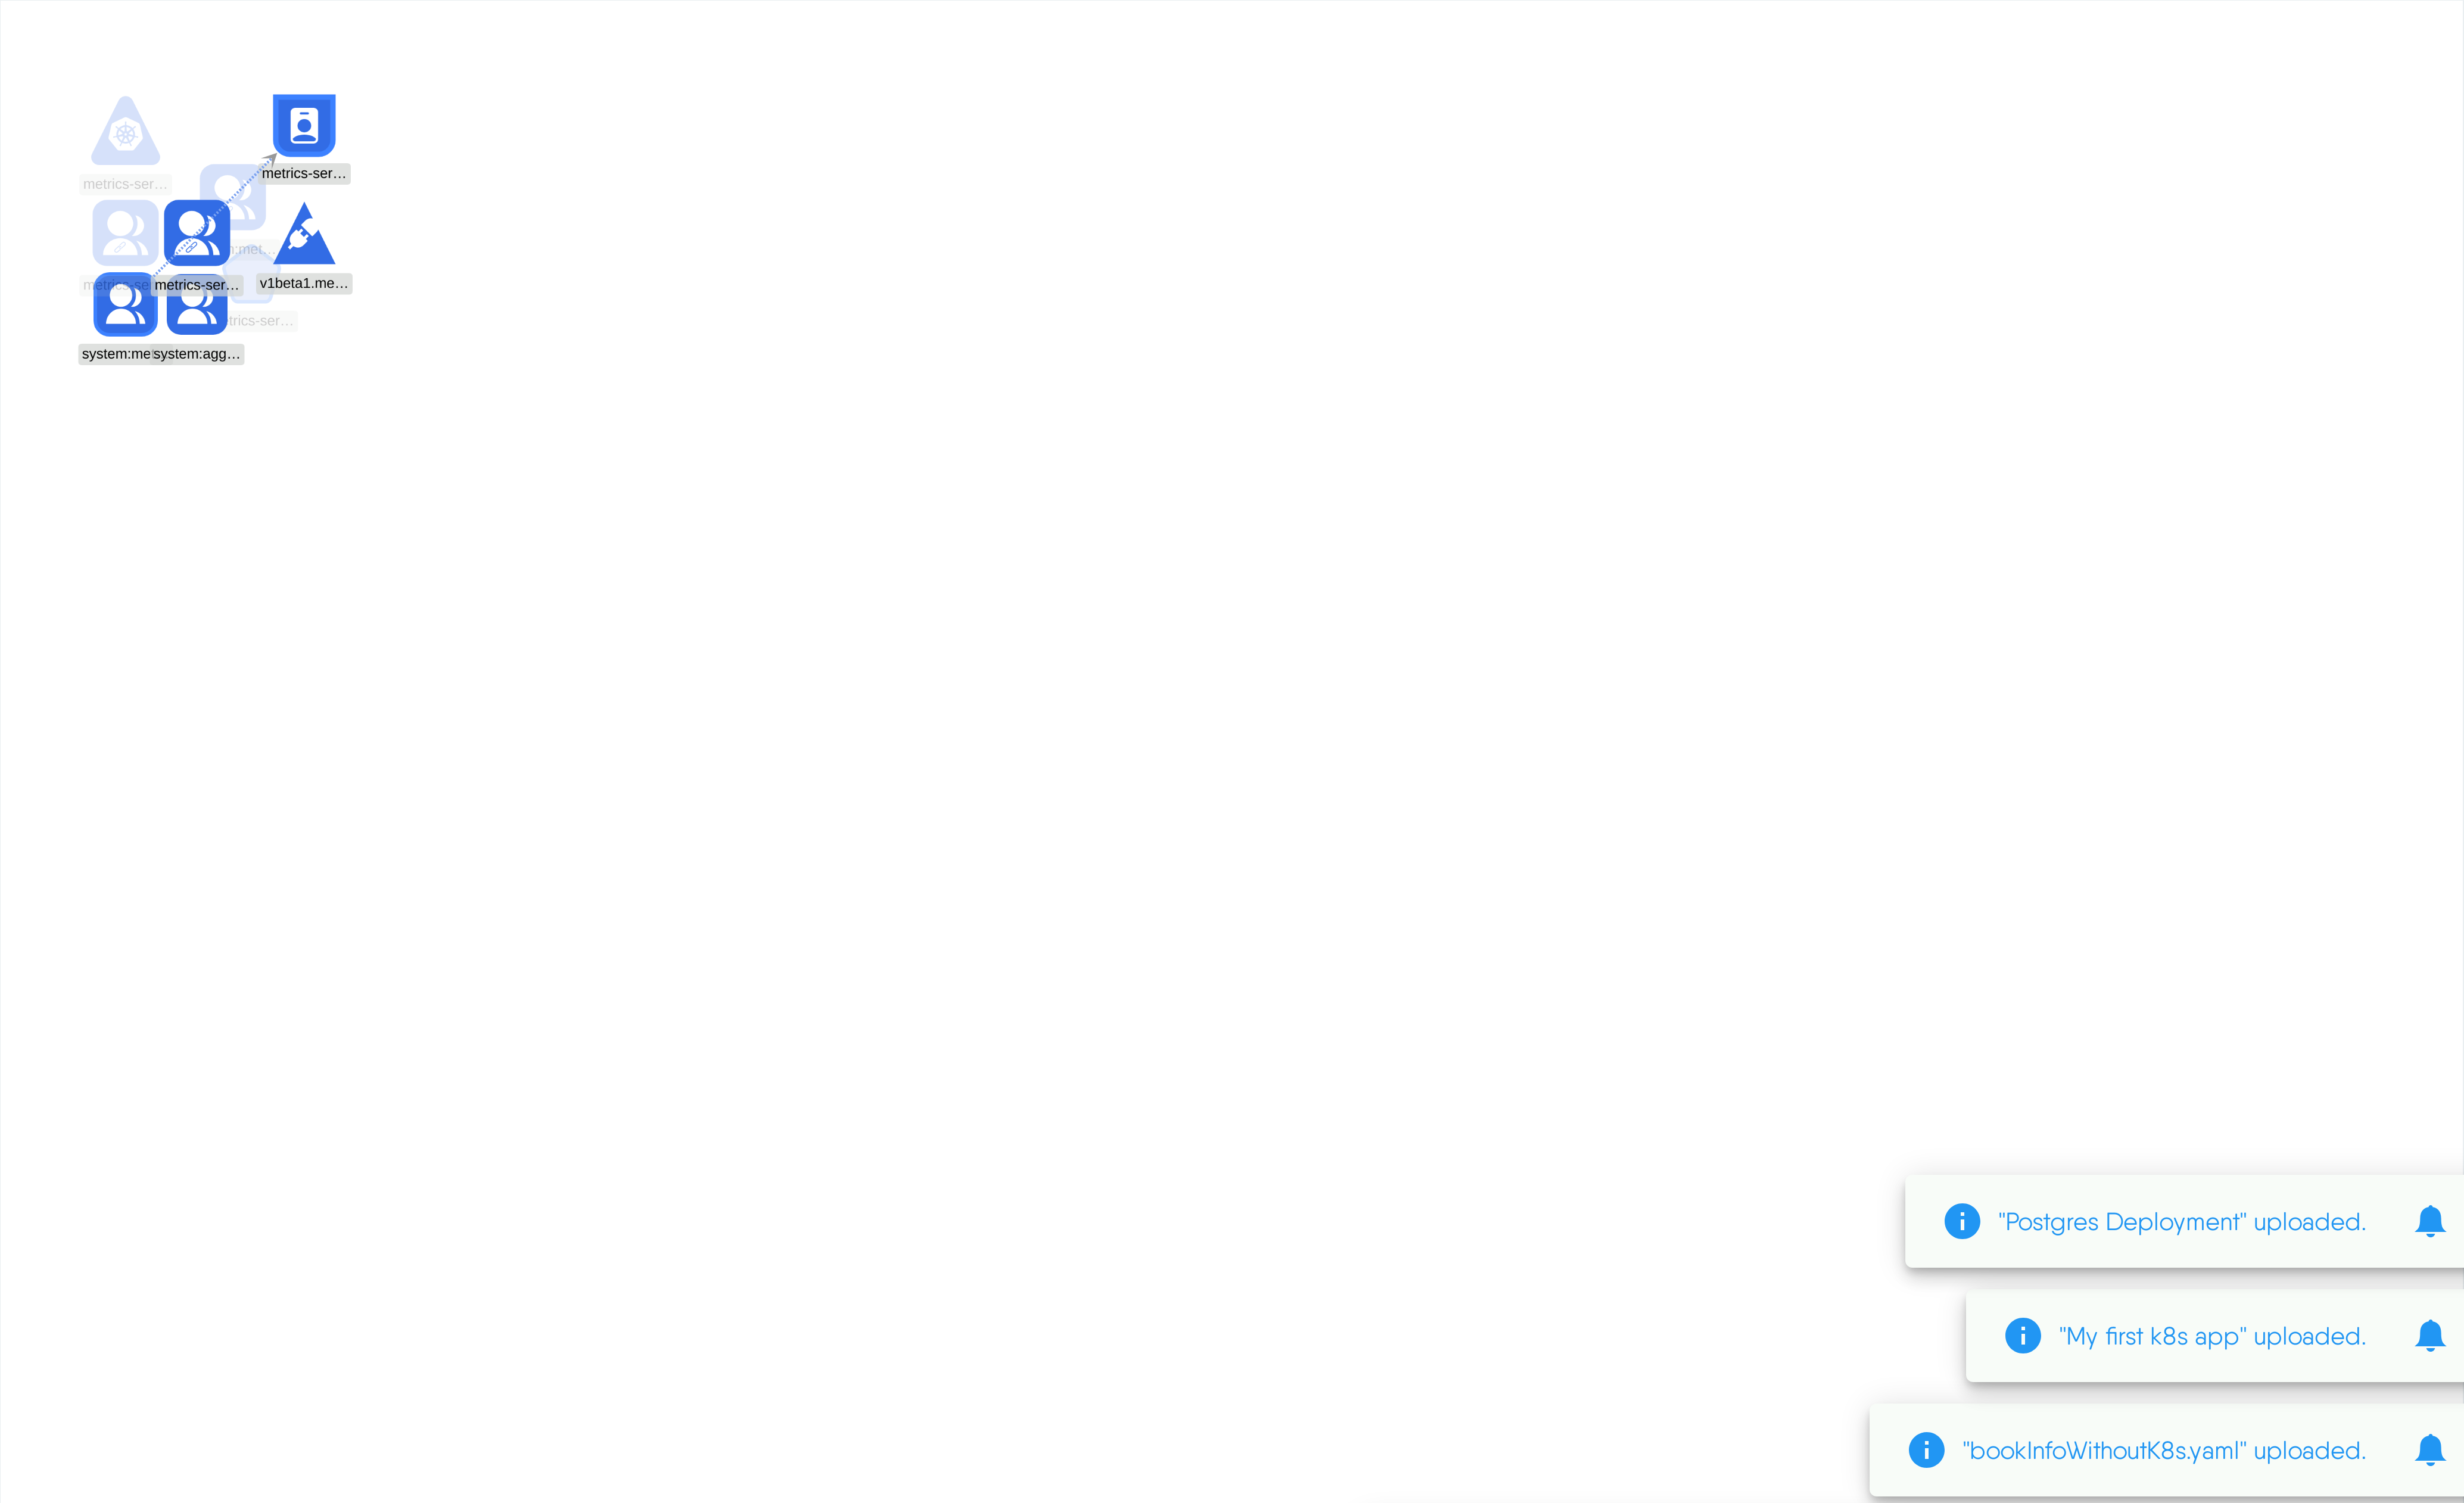 metrics-ser…
metrics-ser…
:met…
v1beta1.me…
metrics-se
metrics-ser…
trics-ser…
system:me
system:agg…
"Postgres Deployment" uploaded.
"My first k8s app" uploaded.
"bookInfoWithoutK8s.yaml" uploaded.